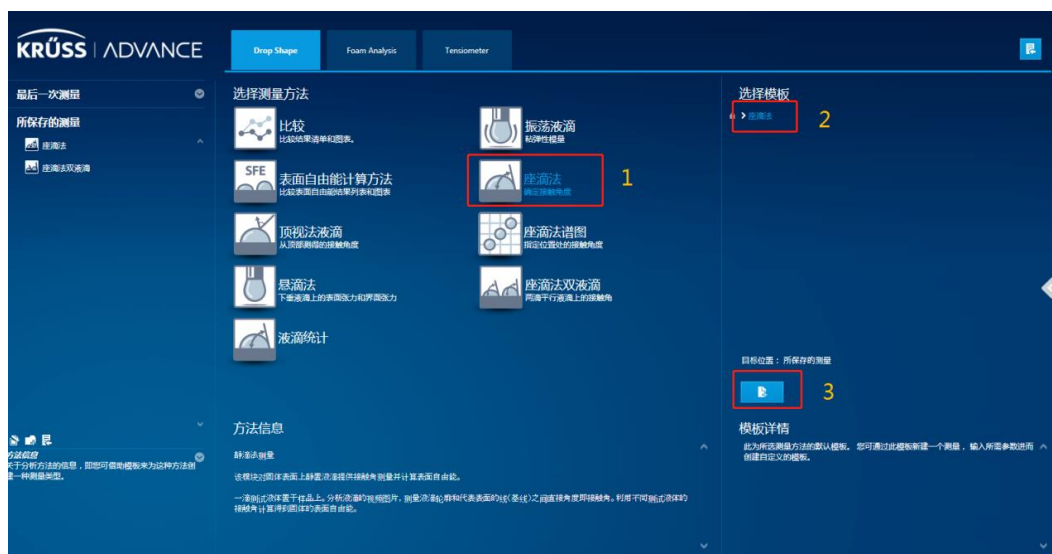 KRÜSS | ADVANCE
Drop Shape
Foam Analysis
Tensiometer
最后一次测量
所保存的测量
座滴法
座滴法双液滴
选择测量方法
比较
比较结果清单和图表。
SFE
表面自由能计算方法
比较表面自由能结果列表和图表
顶视法液滴
从顶部测得的接触角度
悬滴法
下垂液滴上的表面张力和界面张力
液滴统计
振荡液滴
粘弹性模量
座滴法
确定接触角度
1
座滴法谱图
指定位置处的接触角度
座滴法双液滴
两滴平行液滴上的接触角
选择模板
座滴法
2
目标位置：所保存的测量
3
方法信息
关于分析方法的信息，即您可借助模板来为这种方法创
建一种测量类型。
方法信息
静滴法测量
该模块对固体表面上静置液滴提供接触角测量并计算表面自由能。
一滴测试液体置于样品上。分析液滴的视频图片，测量液滴轮廓和代表表面的线(基线)之间直接角度即接触角。利用不同测试液体的
接触角计算得到固体的表面自由能。
模板详情
此为所选测量方法的默认模板。 您可通过此模板新建一个测量，输入所需参数进而
创建自定义的模板。